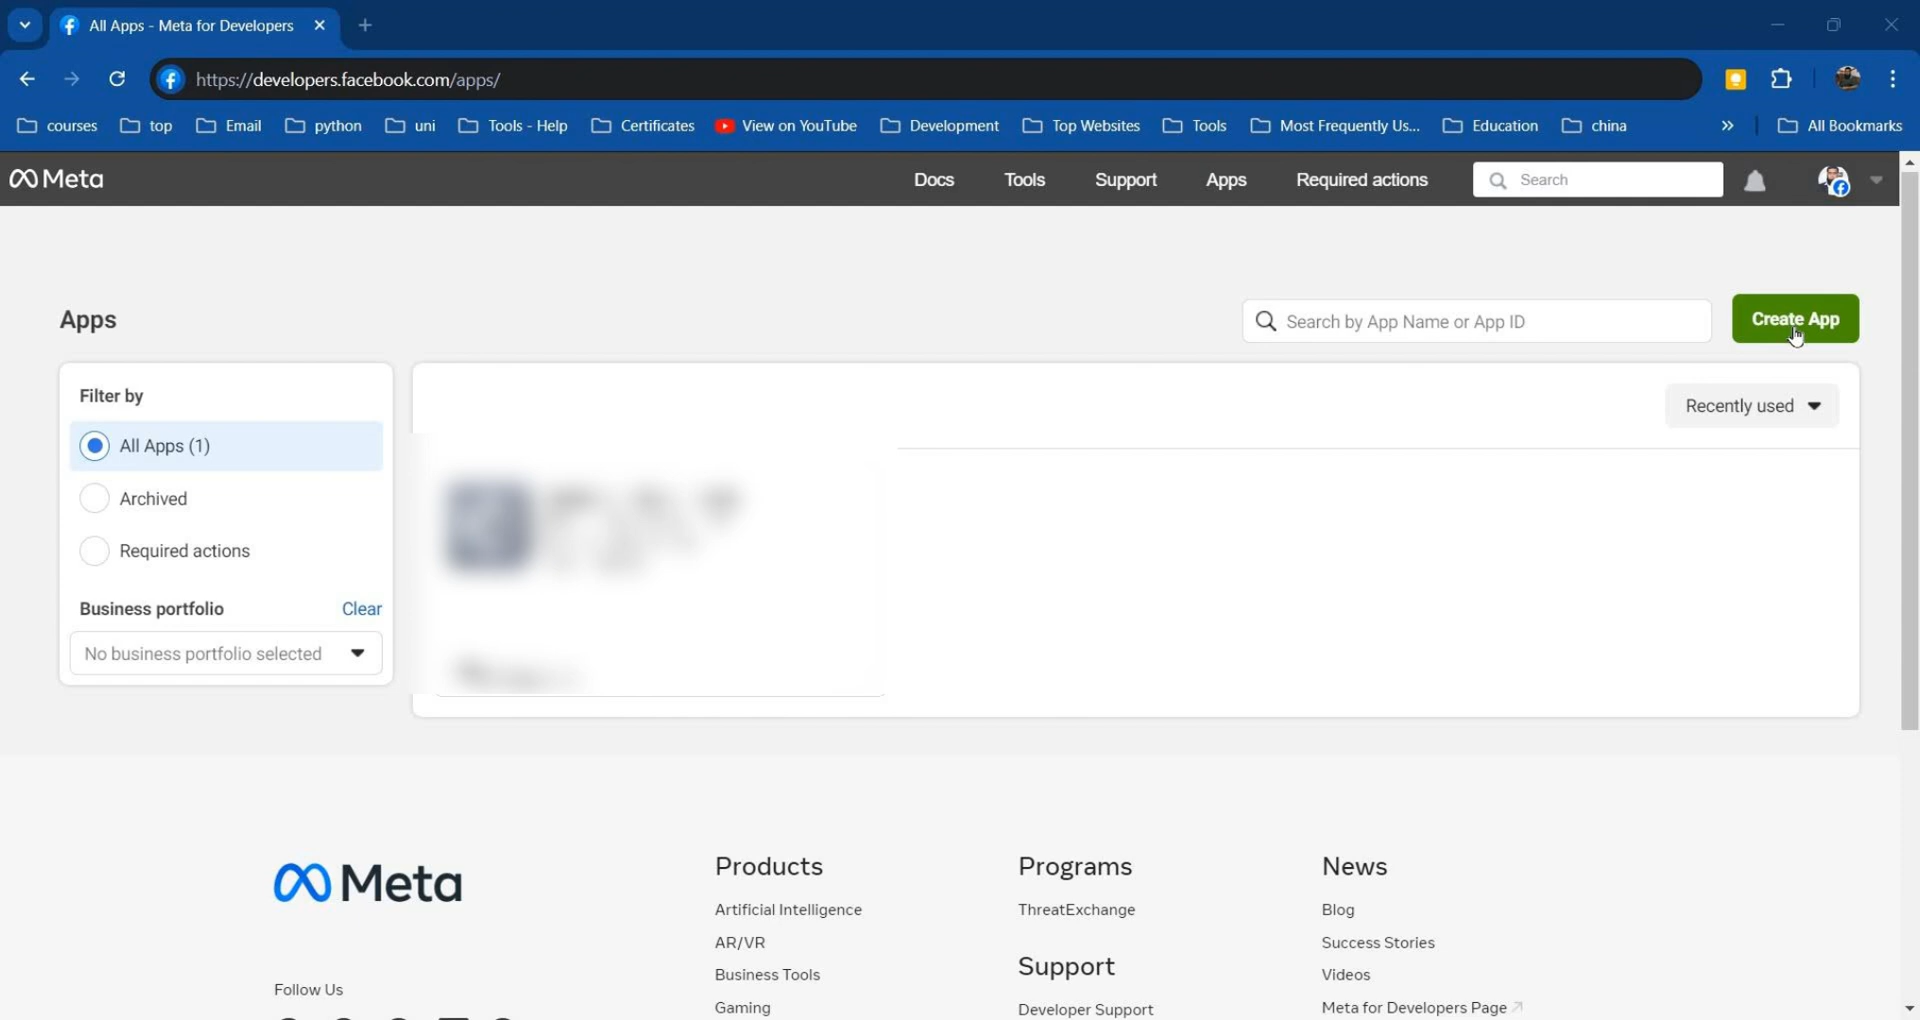 All Apps - Meta for Developers
https://developers.facebook.com/apps/
courses top Email python uni Tools - Help Certificates View on YouTube Development Top Websites Tools Most Frequently Us... Education china » All Bookmarks
Meta Docs Tools Support Apps Required actions Search
Apps Search by App Name or App ID Create App
Filter by
Recently used
All Apps (1)
Archived
Required actions
Business portfolio Clear
No business portfolio selected
Meta
Follow Us
Products
Artificial Intelligence
AR/VR
Business Tools
Gaming
Programs
ThreatExchange
Support
Developer Support
News
Blog
Success Stories
Videos
Meta for Developers Page